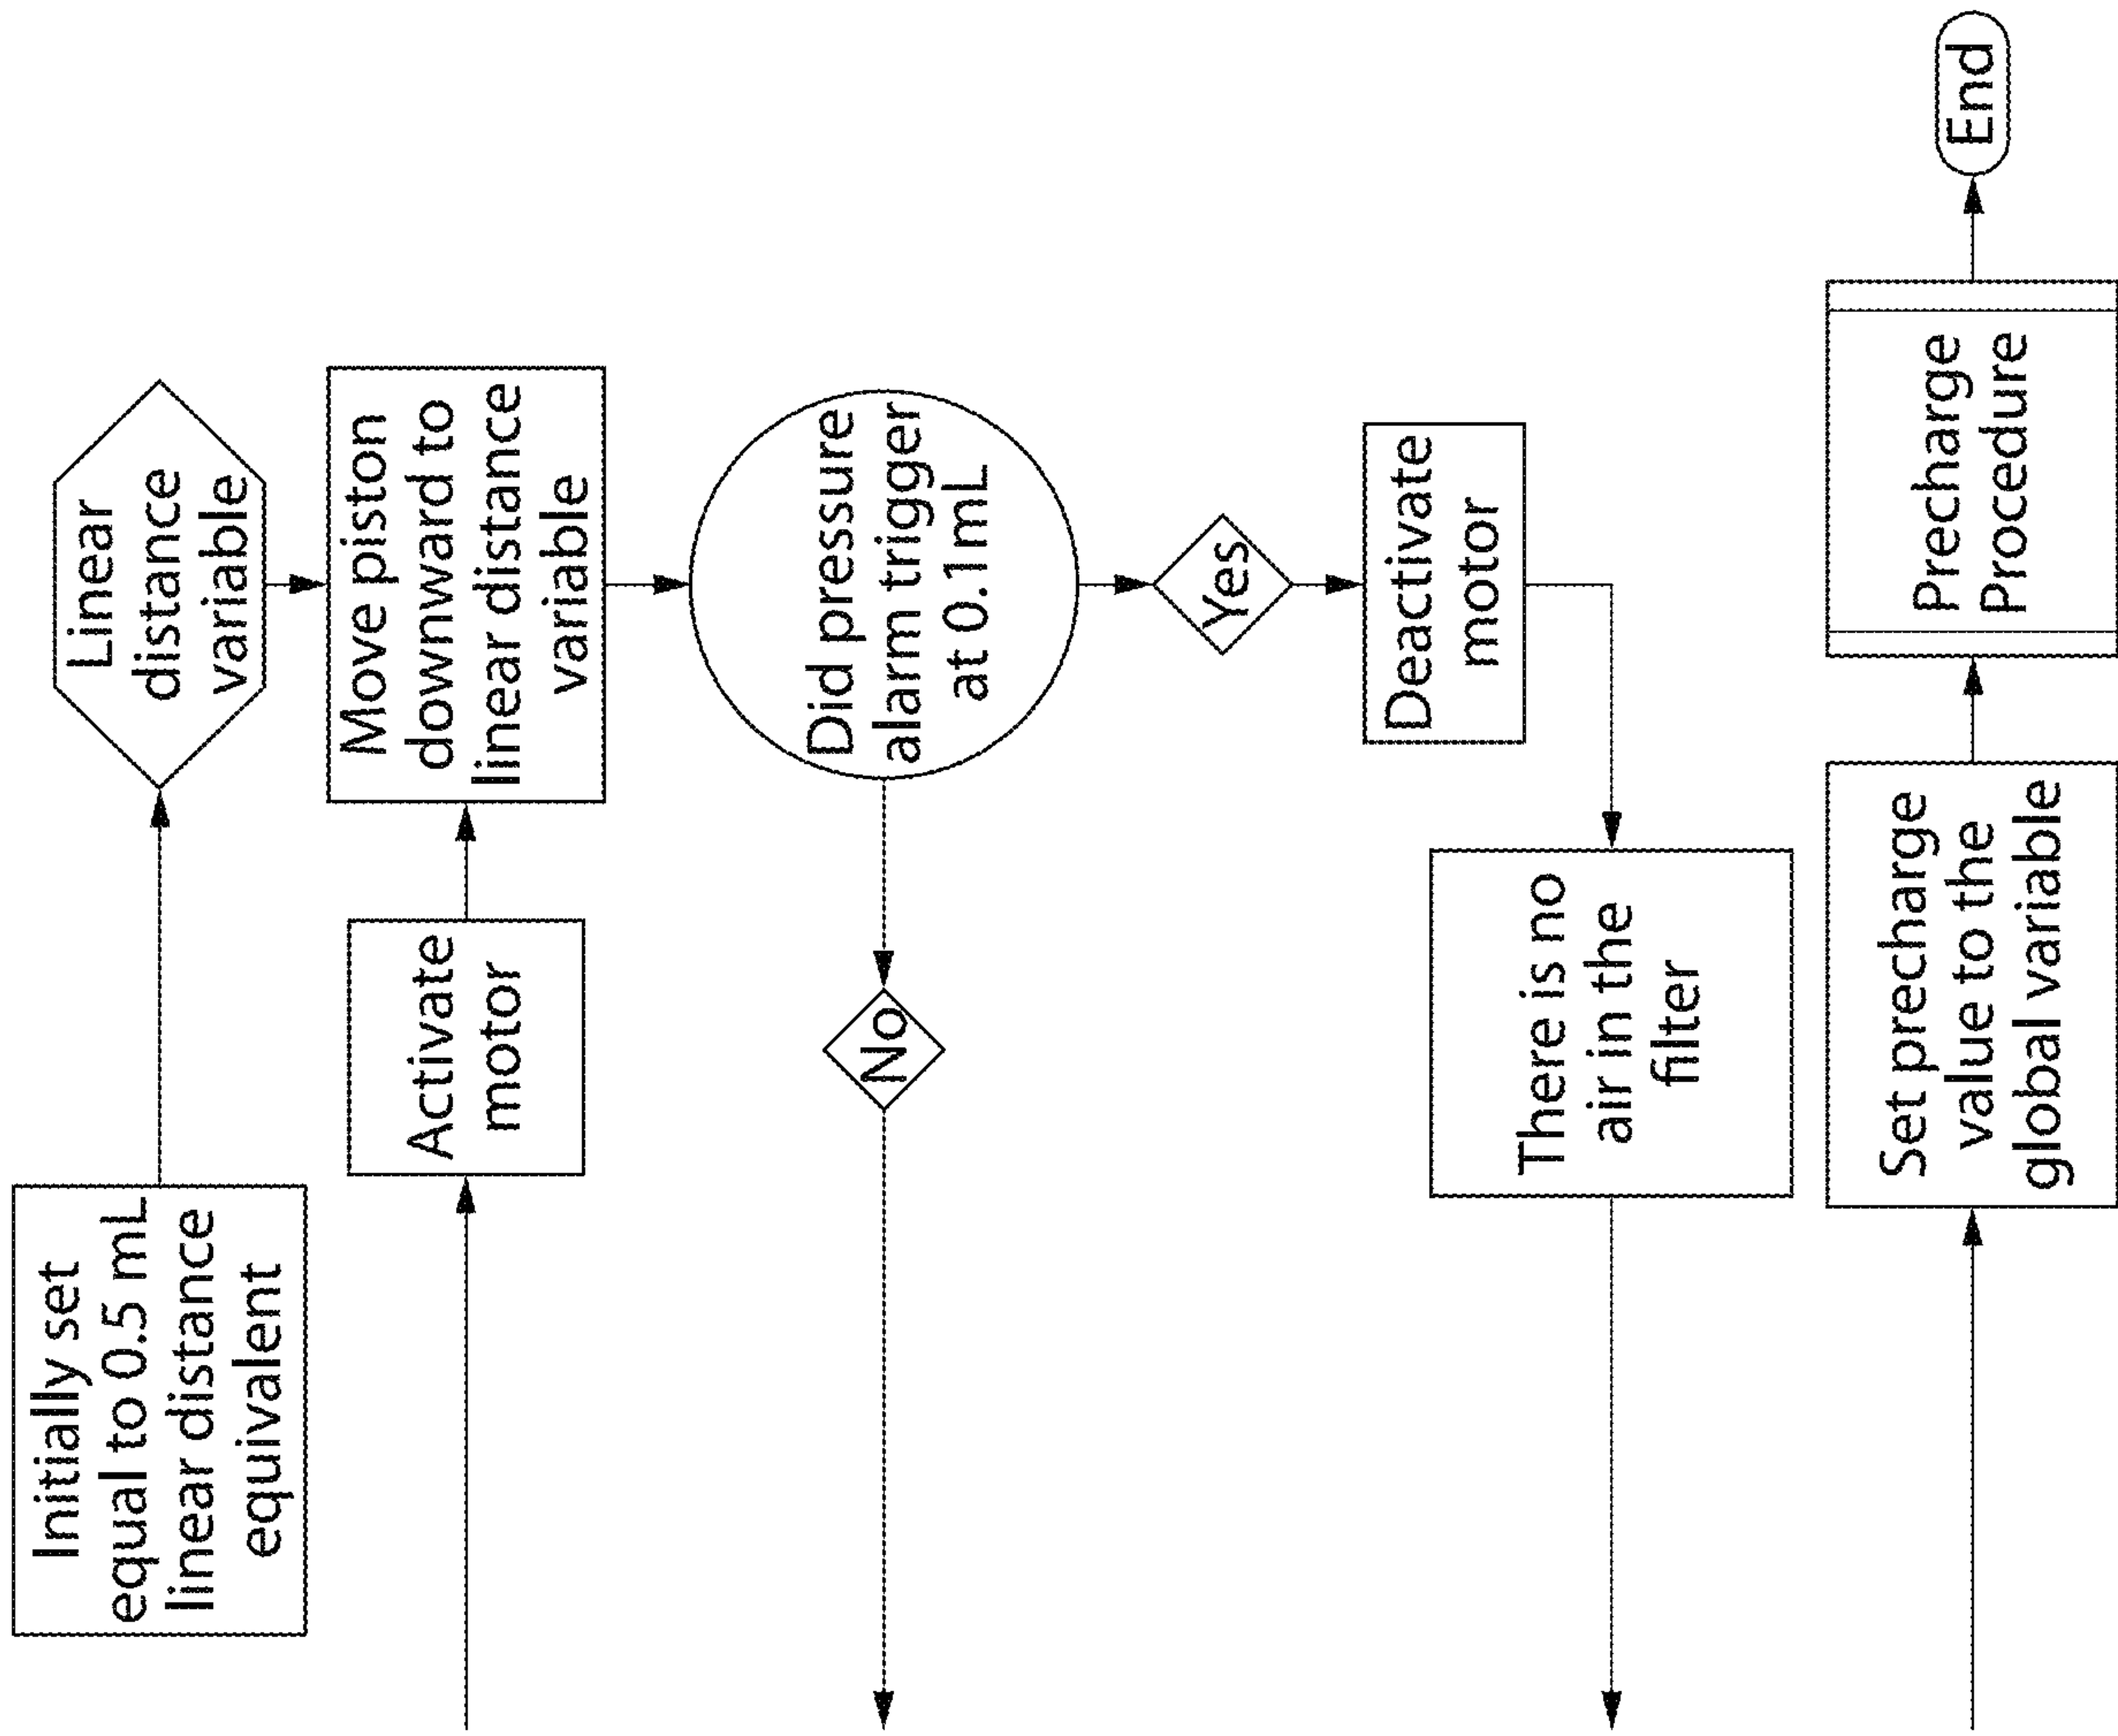 Initially set
equal to 0.5 mL
linear distance
equivalent
Linear
distance
variable
Activate
motor
Move piston
downward to
linear distance
variable
No
Did pressure
alarm trigger
at 0.1mL
Yes
Deactivate
motor
There is no
air in the
filter
Set precharge
value to the
global variable
Precharge
Procedure
End